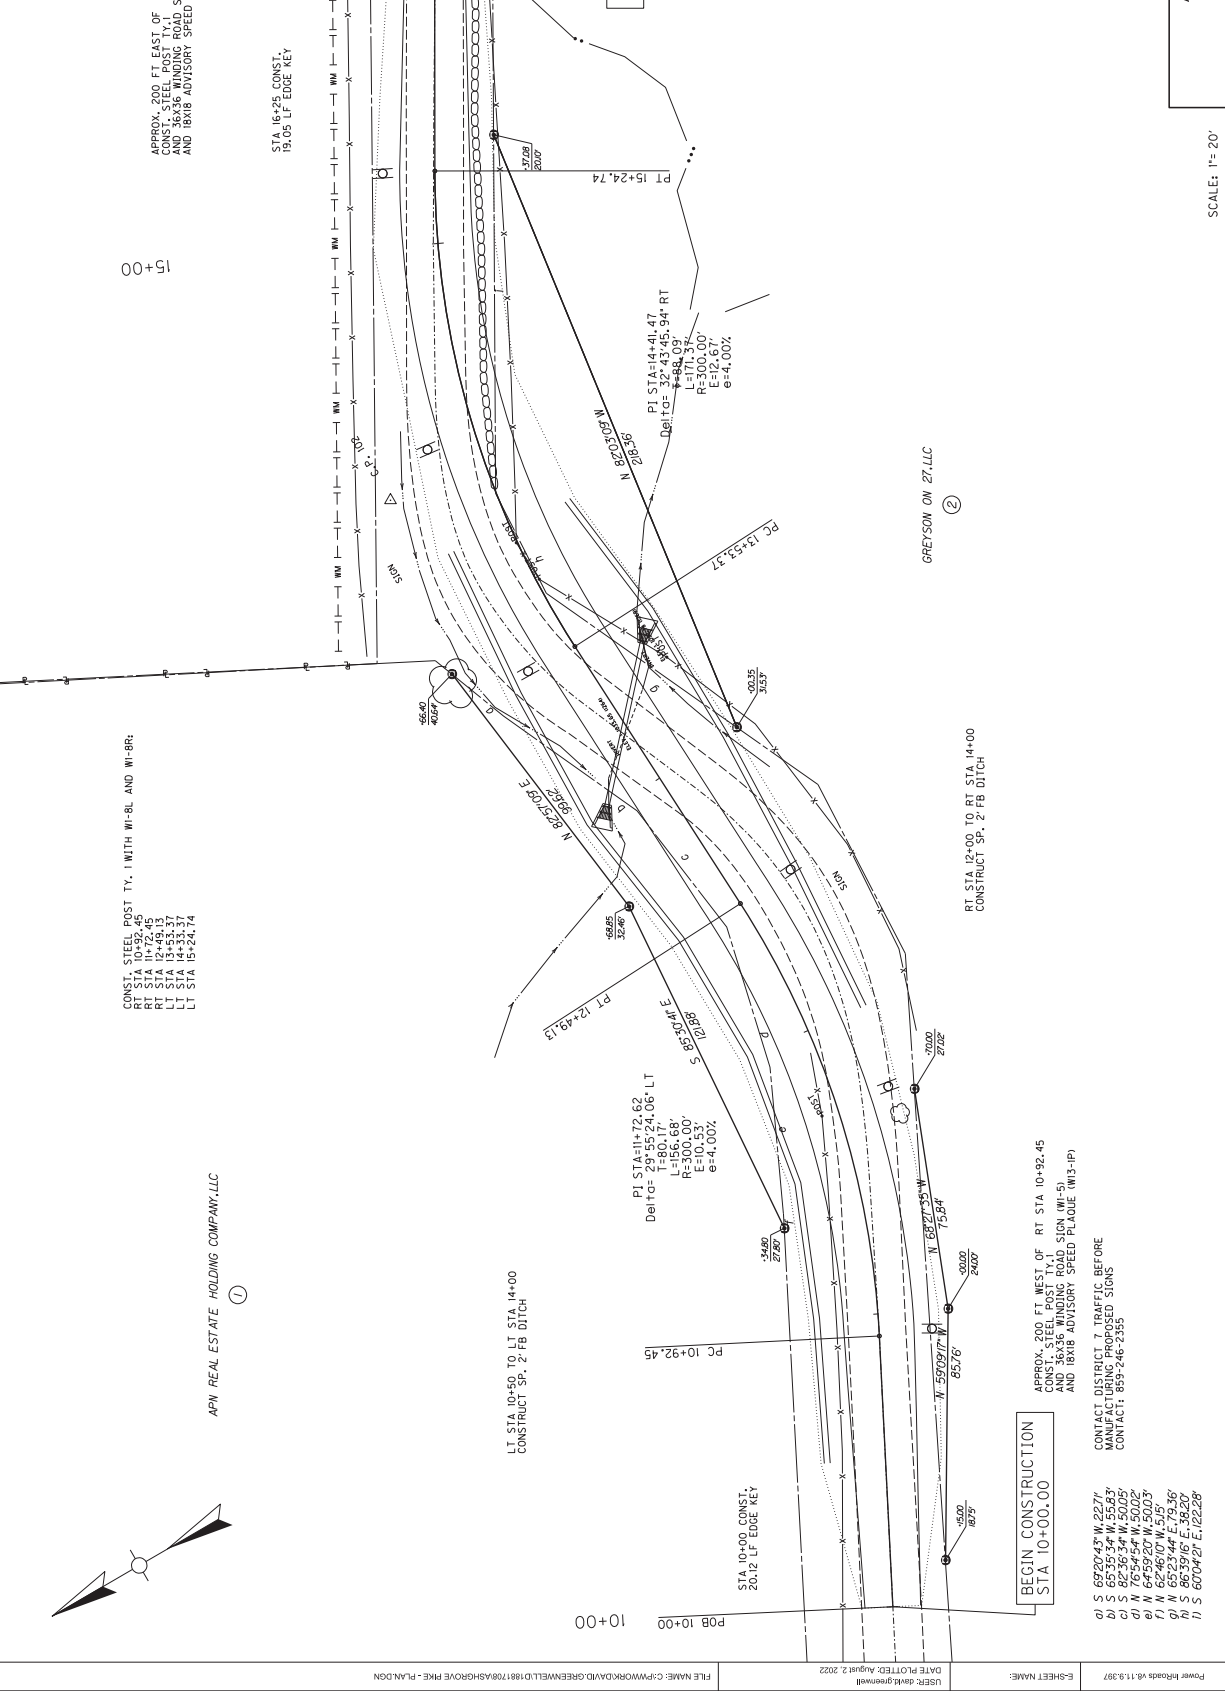 APPROX. 200 FT EAST OF
CONST. STEEL POST TY.1
AND 36X36 WINDING ROAD S
AND 18X18 ADVISORY SPEED
STA 16+25 CONST.
19.05 LF EDGE KEY
15+00
WM
WM
WM
WM
WM
WM
C.P. 102
SIGN
+37.08
20.10'
PT 15+24.74
PI STA=14+41.47
Delta= 32°43'45.94" RT
T=88.09'
L=171.37'
R=300.00'
E=12.67'
e=4.00%
N 82°03'09" W
218.36'
PC 13+53.37
GREYSON ON 27,LLC
2
SCALE: 1"= 20'
CONST. STEEL POST TY. 1 WITH W1-8L AND W1-8R:
RT STA 10+92.45
RT STA 11+72.45
RT STA 12+49.13
LT STA 13+53.37
LT STA 14+33.37
LT STA 15+24.74
+66.40
40.64'
N 82°57'09" E
99.62'
+68.85
32.46'
+00.35
31.53'
SIGN
RT STA 12+00 TO RT STA 14+00
CONSTRUCT SP. 2' FB DITCH
PT 12+49.13
S 85°30'41" E
121.88'
+70.00
27.02'
PI STA=11+72.62
Delta= 29°55'24.06" LT
T=80.17'
L=156.68'
R=300.00'
E=10.53'
e=4.00%
+34.80
27.80'
APN REAL ESTATE HOLDING COMPANY,LLC
1
LT STA 10+50 TO LT STA 14+00
CONSTRUCT SP. 2' FB DITCH
PC 10+92.45
N 68°27'35" W
75.84'
+00.00
24.00'
N 59°09'17" W
85.76'
APPROX. 200 FT WEST OF RT STA 10+92.45
CONST. STEEL POST TY.1
AND 36X36 WINDING ROAD SIGN (W1-5)
AND 18X18 ADVISORY SPEED PLAQUE (W13-1P)
CONTACT DISTRICT 7 TRAFFIC BEFORE
MANUFACTURING PROPOSED SIGNS
CONTACT: 859-246-2355
STA 10+00 CONST.
20.12 LF EDGE KEY
+15.00
18.75'
10+00
POB 10+00
BEGIN CONSTRUCTION
STA 10+00.00
a) S 69°20'43" W, 22.71'
b) S 65°35'34" W, 55.83'
c) S 82°36'34" W, 50.05'
d) N 76°54'54" W, 50.02'
e) N 64°59'20" W, 50.03'
f) N 62°46'10" W, 5.15'
g) N 65°23'44" E, 79.36'
h) S 86°39'16" E, 38.20'
i) S 60°04'21" E, 122.28'
FILE NAME: C:\PWWORK\DAVID.GREENWELL\D1881708\ASHGROVE PIKE - PLAN.DGN
USER: david.greenwell
DATE PLOTTED: August 2, 2022
E-SHEET NAME:
Power InRoads v8.11.9.397